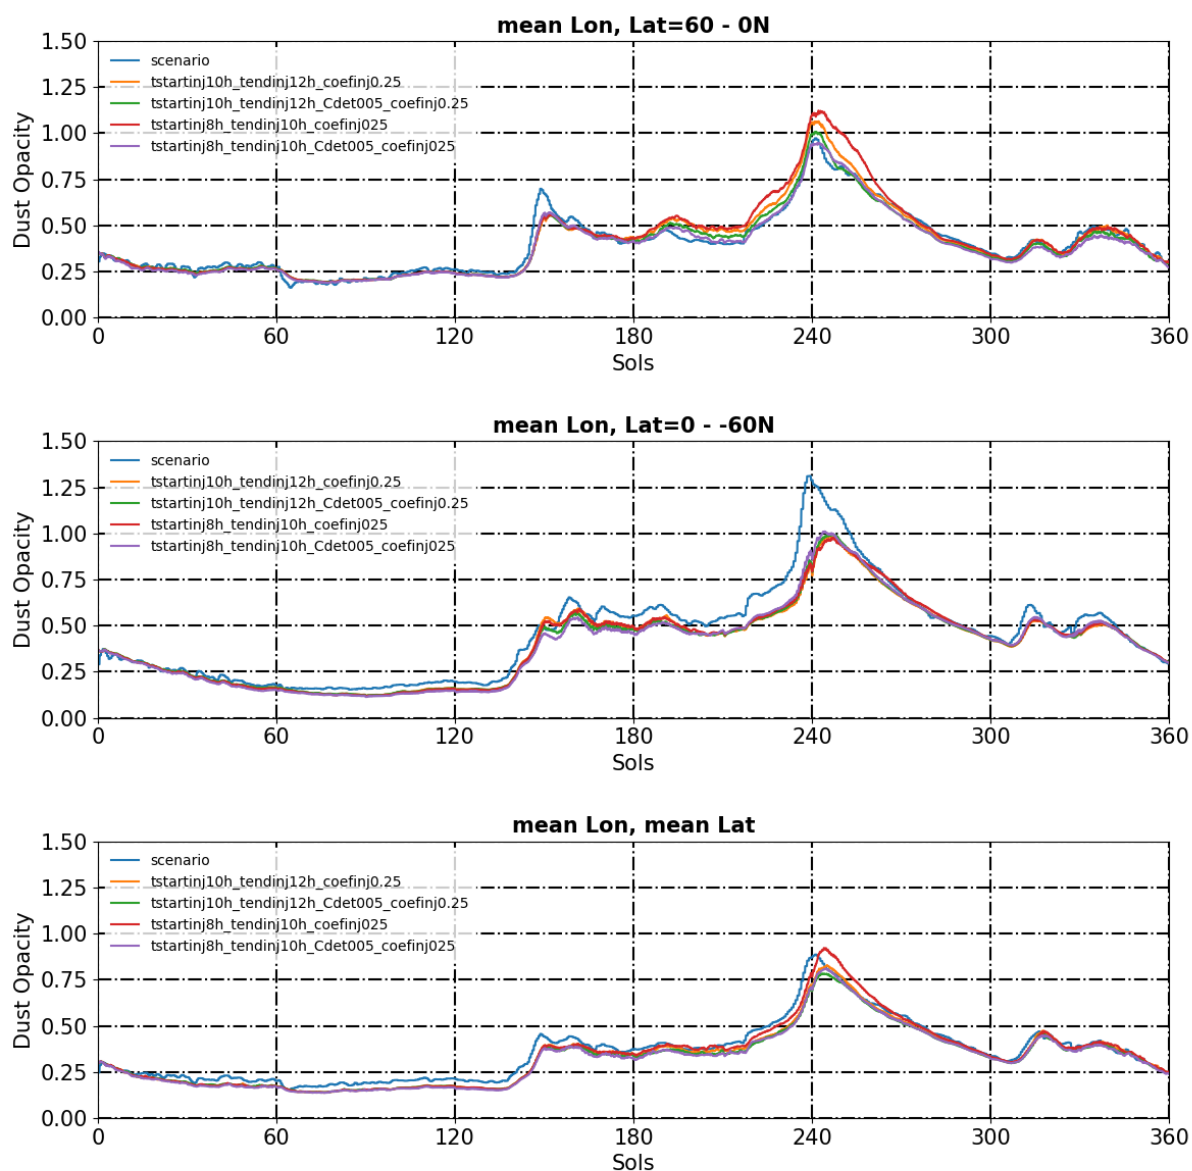 mean Lon, Lat=60 - 0N
1.50
1.25
1.00
0.75
0.50
0.25
0.00
Dust Opacity
scenario
tstartinj10h_tendinj12h_coefinj0.25
tstartinj10h_tendinj12h_Cdet005_coefinj0.25
tstartinj8h_tendinj10h_coefinj025
tstartinj8h_tendinj10h_Cdet005_coefinj025
0 60 120 180 240 300 360
Sols
mean Lon, Lat=0 - -60N
1.50
1.25
1.00
0.75
0.50
0.25
0.00
Dust Opacity
scenario
tstartinj10h_tendinj12h_coefinj0.25
tstartinj10h_tendinj12h_Cdet005_coefinj0.25
tstartinj8h_tendinj10h_coefinj025
tstartinj8h_tendinj10h_Cdet005_coefinj025
0 60 120 180 240 300 360
Sols
mean Lon, mean Lat
1.50
1.25
1.00
0.75
0.50
0.25
0.00
Dust Opacity
scenario
tstartinj10h_tendinj12h_coefinj0.25
tstartinj10h_tendinj12h_Cdet005_coefinj0.25
tstartinj8h_tendinj10h_coefinj025
tstartinj8h_tendinj10h_Cdet005_coefinj025
0 60 120 180 240 300 360
Sols